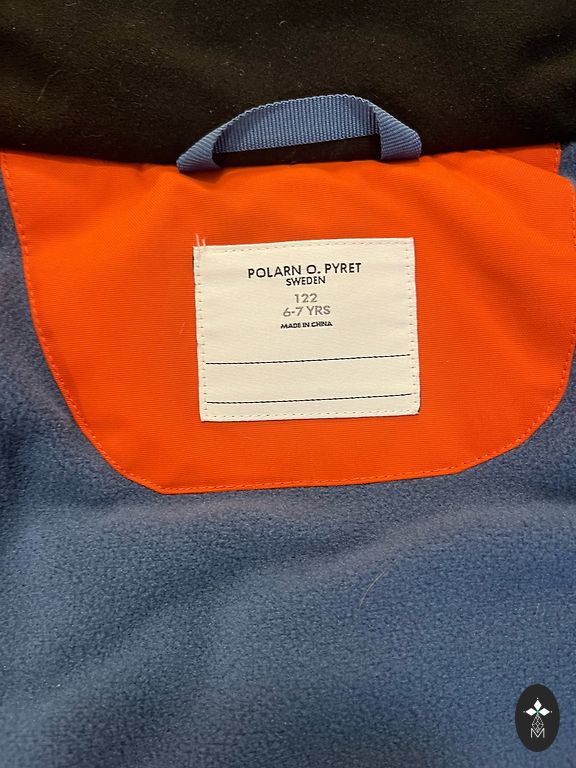 POLARN O. PYRET
SWEDEN
122
6-7 YRS
MADE IN CHINA
M